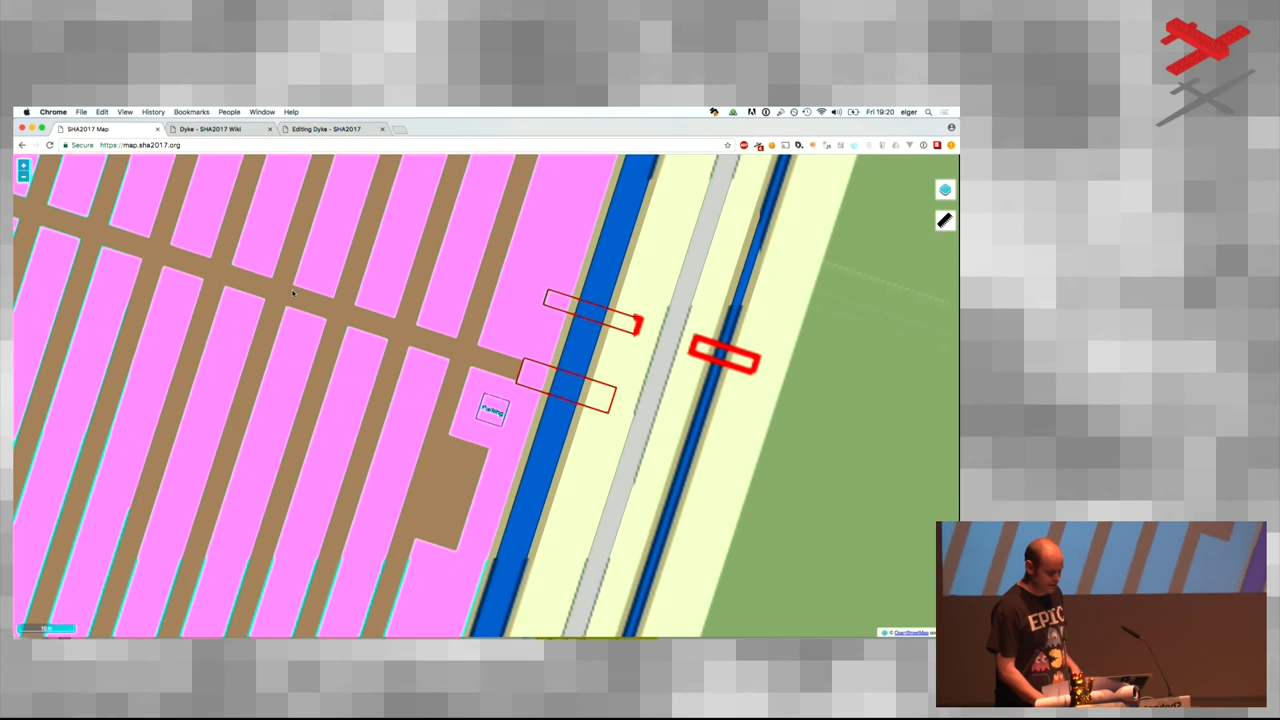 Chrome File Edit View History Bookmarks People Window Help
Fri 19:20 elger
SHA2017 Map
Dyke - SHA2017 Wiki
Editing Dyke - SHA2017
Secure https://map.sha2017.org
Parking
© OpenStreetMap
EPIC